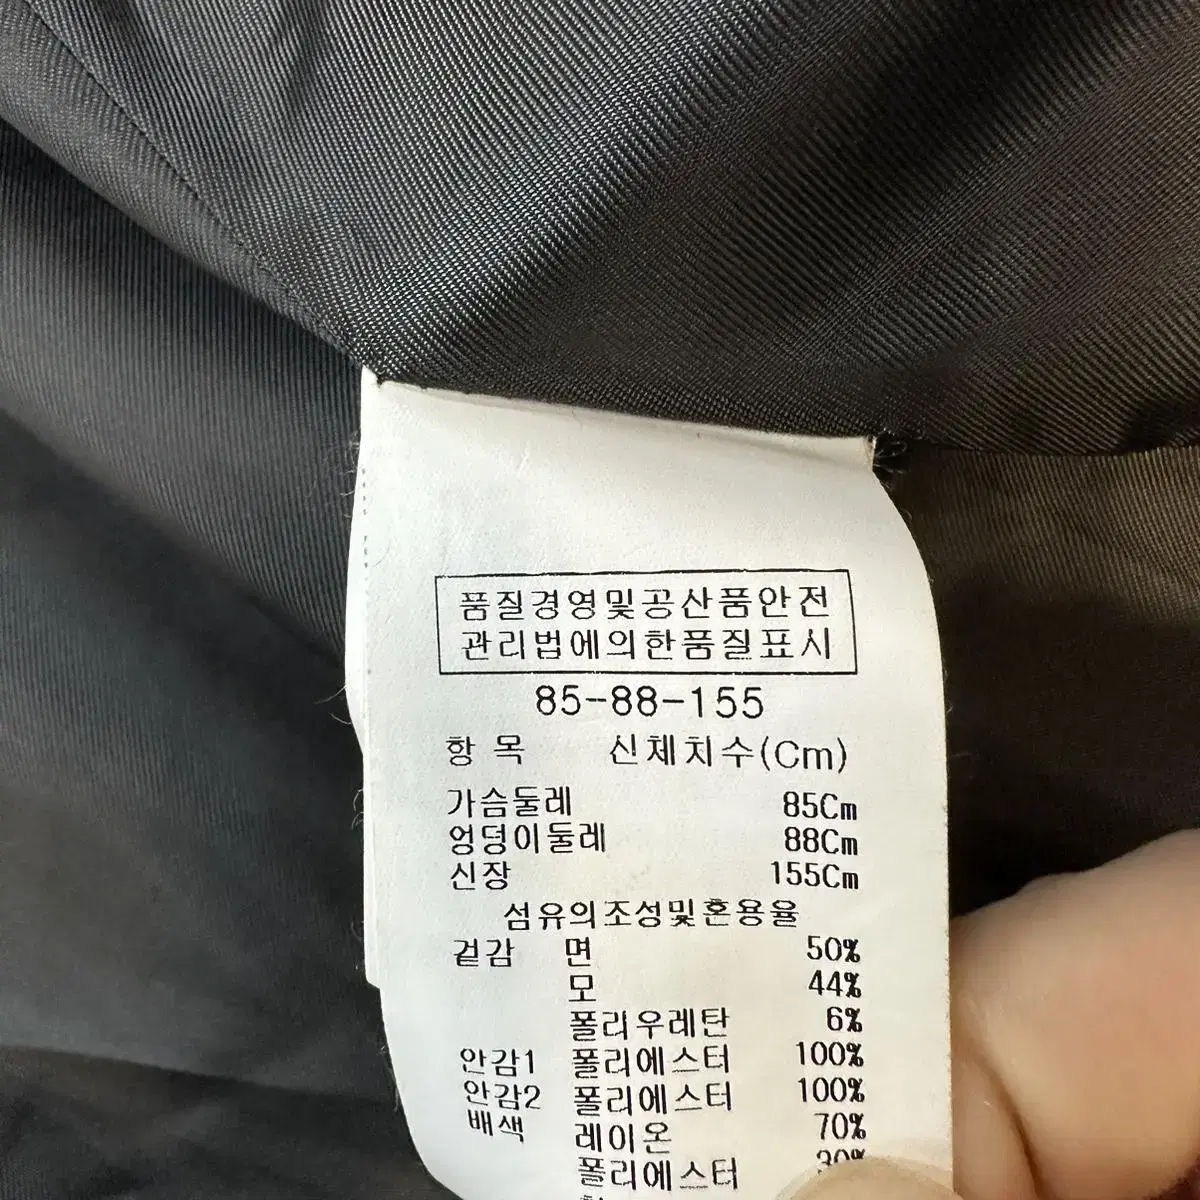 품질경영및공산품안전
관리법에의한품질표시
85-88-155
항 목 신체치수(Cm)
가슴둘레 85Cm
엉덩이둘레 88Cm
신장 155Cm
섬유의조성및혼용율
겉감 면 50%
모 44%
폴리우레탄 6%
안감1 폴리에스터 100%
안감2 폴리에스터 100%
배색 레이온 70%
폴리에스터 30%